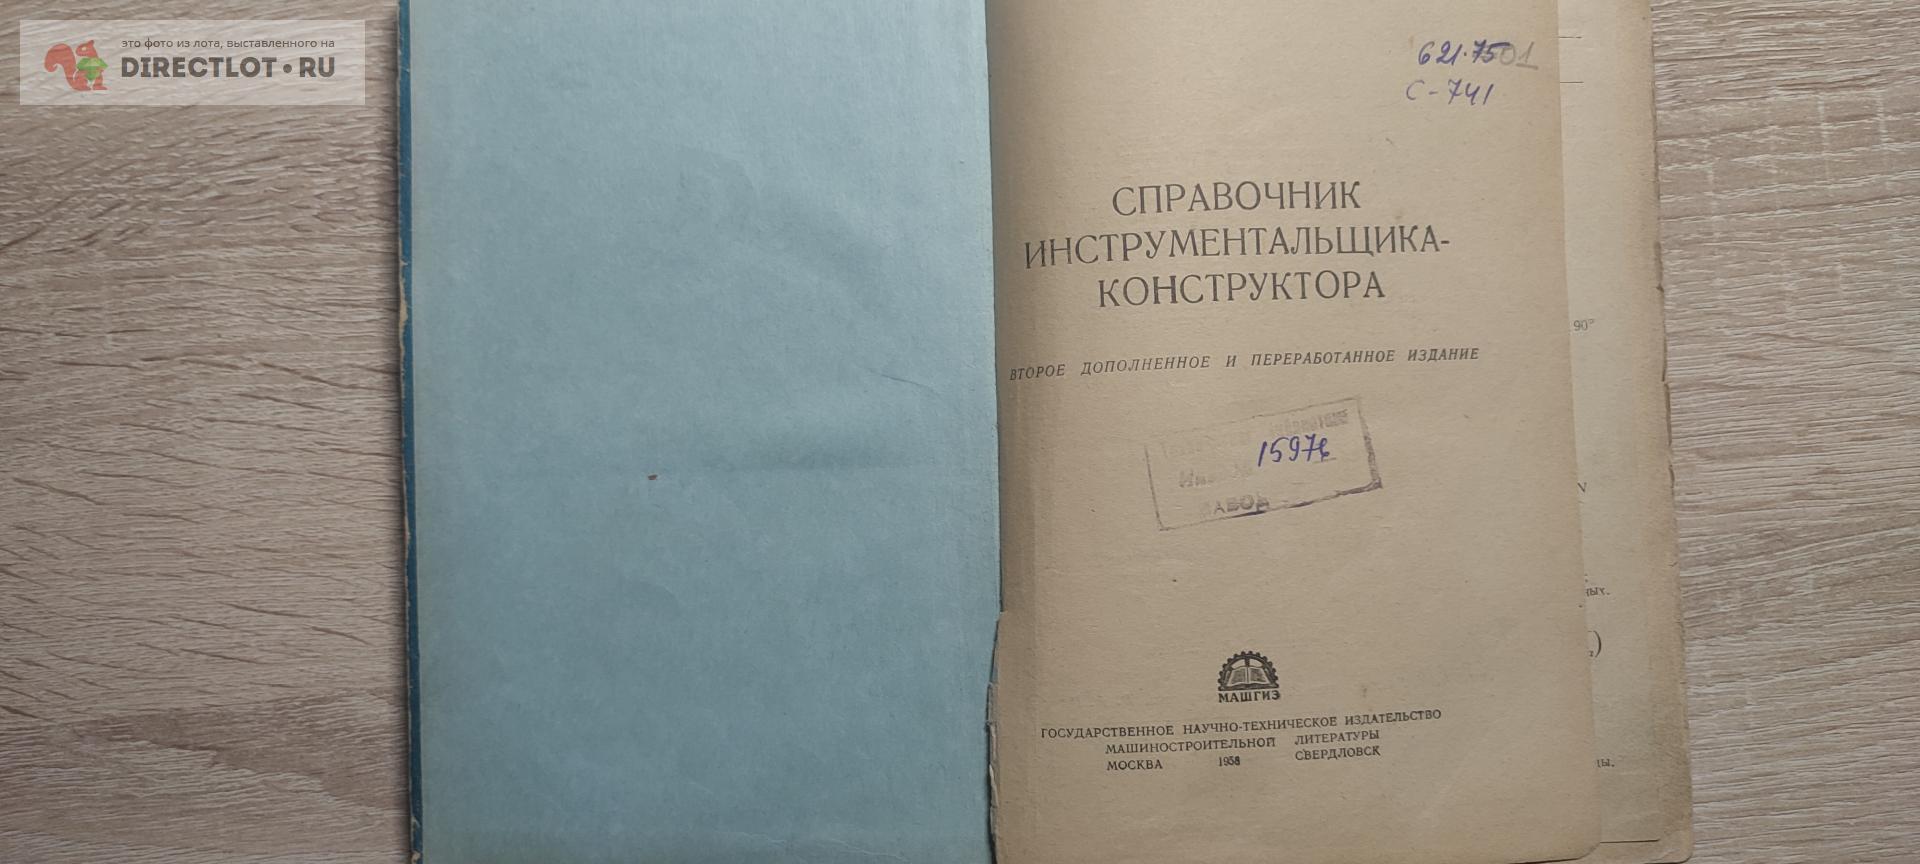 это фото из лота, выставленного на
DIRECTLOT.RU
621.7501
С-741
СПРАВОЧНИК
ИНСТРУМЕНТАЛЬЩИКА-
КОНСТРУКТОРА
ВТОРОЕ ДОПОЛНЕННОЕ И ПЕРЕРАБОТАННОЕ ИЗДАНИЕ
МАШГИЗ
ГОСУДАРСТВЕННОЕ НАУЧНО-ТЕХНИЧЕСКОЕ ИЗДАТЕЛЬСТВО
МАШИНОСТРОИТЕЛЬНОЙ ЛИТЕРАТУРЫ
МОСКВА 1958 СВЕРДЛОВСК
90°